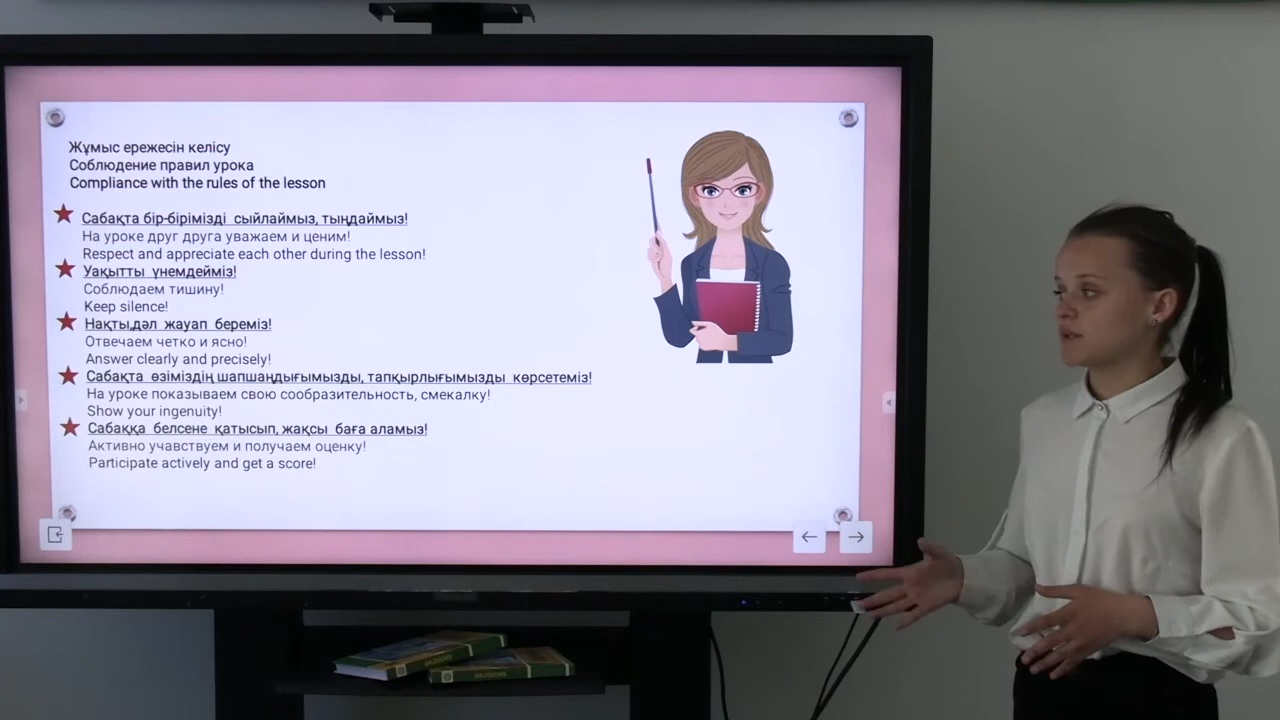 Жұмыс ережесін келісу
Соблюдение правил урока
Compliance with the rules of the lesson
Сабақта бір-бірімізді сыйлаймыз, тыңдаймыз!
На уроке друг друга уважаем и ценим!
Respect and appreciate each other during the lesson!
Уақытты үнемдейміз!
Соблюдаем тишину!
Keep silence!
Нақты,дәл жауап береміз!
Отвечаем четко и ясно!
Answer clearly and precisely!
Сабақта өзіміздің шапшаңдығымызды, тапқырлығымызды көрсетеміз!
На уроке показываем свою сообразительность, смекалку!
Show your ingenuity!
Сабаққа белсене қатысып, жақсы баға аламыз!
Активно учавствуем и получаем оценку!
Participate actively and get a score!